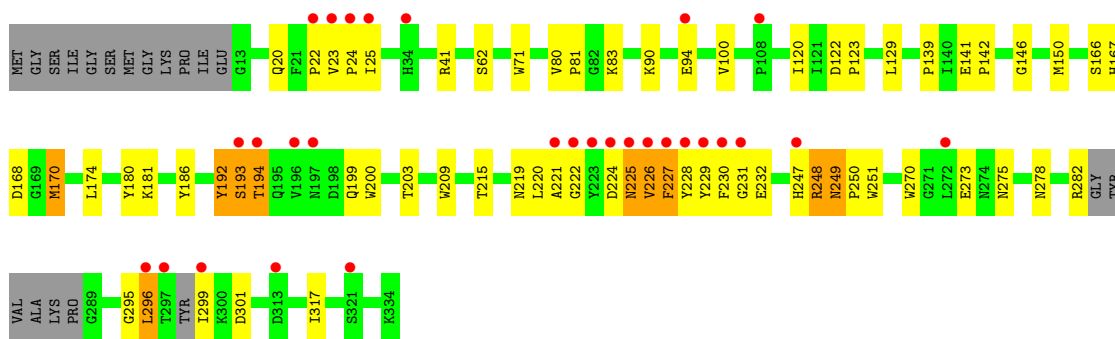 MET GLY SER ILE GLY SER MET GLY LYS PRO ILE GLU G13 Q20 F21 P22 V23 P24 I25 H34 R41 S62 W71 V80 P81 G82 K83 K90 E94 V100 P108 I120 I121 D122 P123 L129 P139 I140 E141 P142 G146 M150 S166 H167
D168 G169 M170 L174 Y180 K181 Y186 Y192 S193 T194 Q195 V196 N197 D198 Q199 W200 T203 W209 T215 N219 L220 A221 G222 Y223 D224 N225 V226 F227 Y228 Y229 F230 G231 E232 H247 R248 N249 P250 W251 W270 G271 L272 E273 N274 N275 N278 R282 GLY TYR
VAL ALA LYS PRO G289 G295 L296 T297 TYR I299 K300 D301 D313 I317 S321 K334